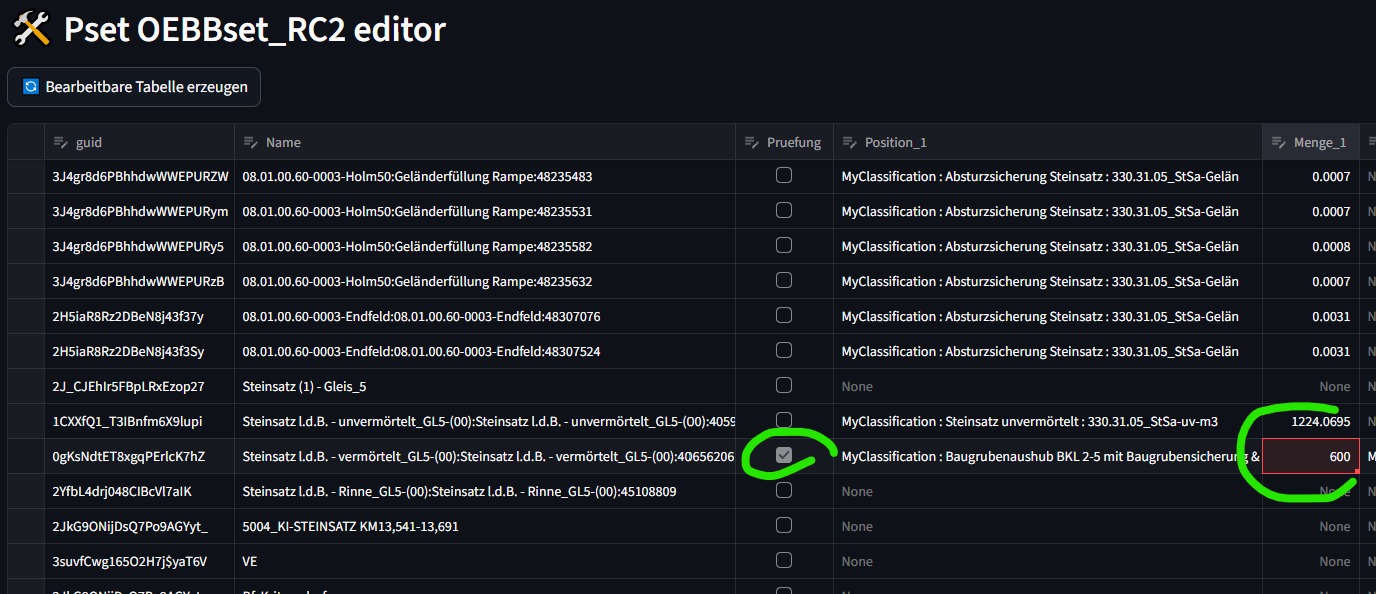 Pset OEBBset_RC2 editor
Bearbeitbare Tabelle erzeugen
guid Name Pruefung Position_1 Menge_1
3J4gr8d6PBhhdwWWEPURZW 08.01.00.60-0003-Holm50:Geländerfüllung Rampe:48235483 MyClassification : Absturzsicherung Steinsatz : 330.31.05_StSa-Gelän 0.0007
3J4gr8d6PBhhdwWWEPURym 08.01.00.60-0003-Holm50:Geländerfüllung Rampe:48235531 MyClassification : Absturzsicherung Steinsatz : 330.31.05_StSa-Gelän 0.0007
3J4gr8d6PBhhdwWWEPURy5 08.01.00.60-0003-Holm50:Geländerfüllung Rampe:48235582 MyClassification : Absturzsicherung Steinsatz : 330.31.05_StSa-Gelän 0.0008
3J4gr8d6PBhhdwWWEPURzB 08.01.00.60-0003-Holm50:Geländerfüllung Rampe:48235632 MyClassification : Absturzsicherung Steinsatz : 330.31.05_StSa-Gelän 0.0007
2H5iaR8Rz2DBeN8j43f37y 08.01.00.60-0003-Endfeld:08.01.00.60-0003-Endfeld:48307076 MyClassification : Absturzsicherung Steinsatz : 330.31.05_StSa-Gelän 0.0031
2H5iaR8Rz2DBeN8j43f3Sy 08.01.00.60-0003-Endfeld:08.01.00.60-0003-Endfeld:48307524 MyClassification : Absturzsicherung Steinsatz : 330.31.05_StSa-Gelän 0.0031
2J_CJEhIr5FBpLRxEzop27 Steinsatz (1) - Gleis_5 None None
1CXXfQ1_T3IBnfm6X9lupi Steinsatz l.d.B. - unvermörtelt_GL5-(00):Steinsatz l.d.B. - unvermörtelt_GL5-(00):4059 MyClassification : Steinsatz unvermörtelt : 330.31.05_StSa-uv-m3 1224.0695
0gKsNdtET8xgqPErlcK7hZ Steinsatz l.d.B. - vermörtelt_GL5-(00):Steinsatz l.d.B. - vermörtelt_GL5-(00):40656206 MyClassification : Baugrubenaushub BKL 2-5 mit Baugrubensicherung & 600
2YfbL4drj048CIBcVl7aIK Steinsatz l.d.B. - Rinne_GL5-(00):Steinsatz l.d.B. - Rinne_GL5-(00):45108809 None None
2JkG9ONijDsQ7Po9AGYyt_ 5004_KI-STEINSATZ KM13,541-13,691 None None
3suvfCwg165O2H7j$yaT6V VE None None